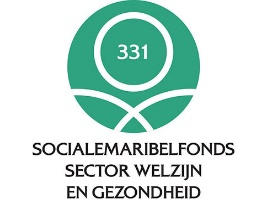 331
SOCIALEMARIBELFONDS
SECTOR WELZIJN
EN GEZONDHEID